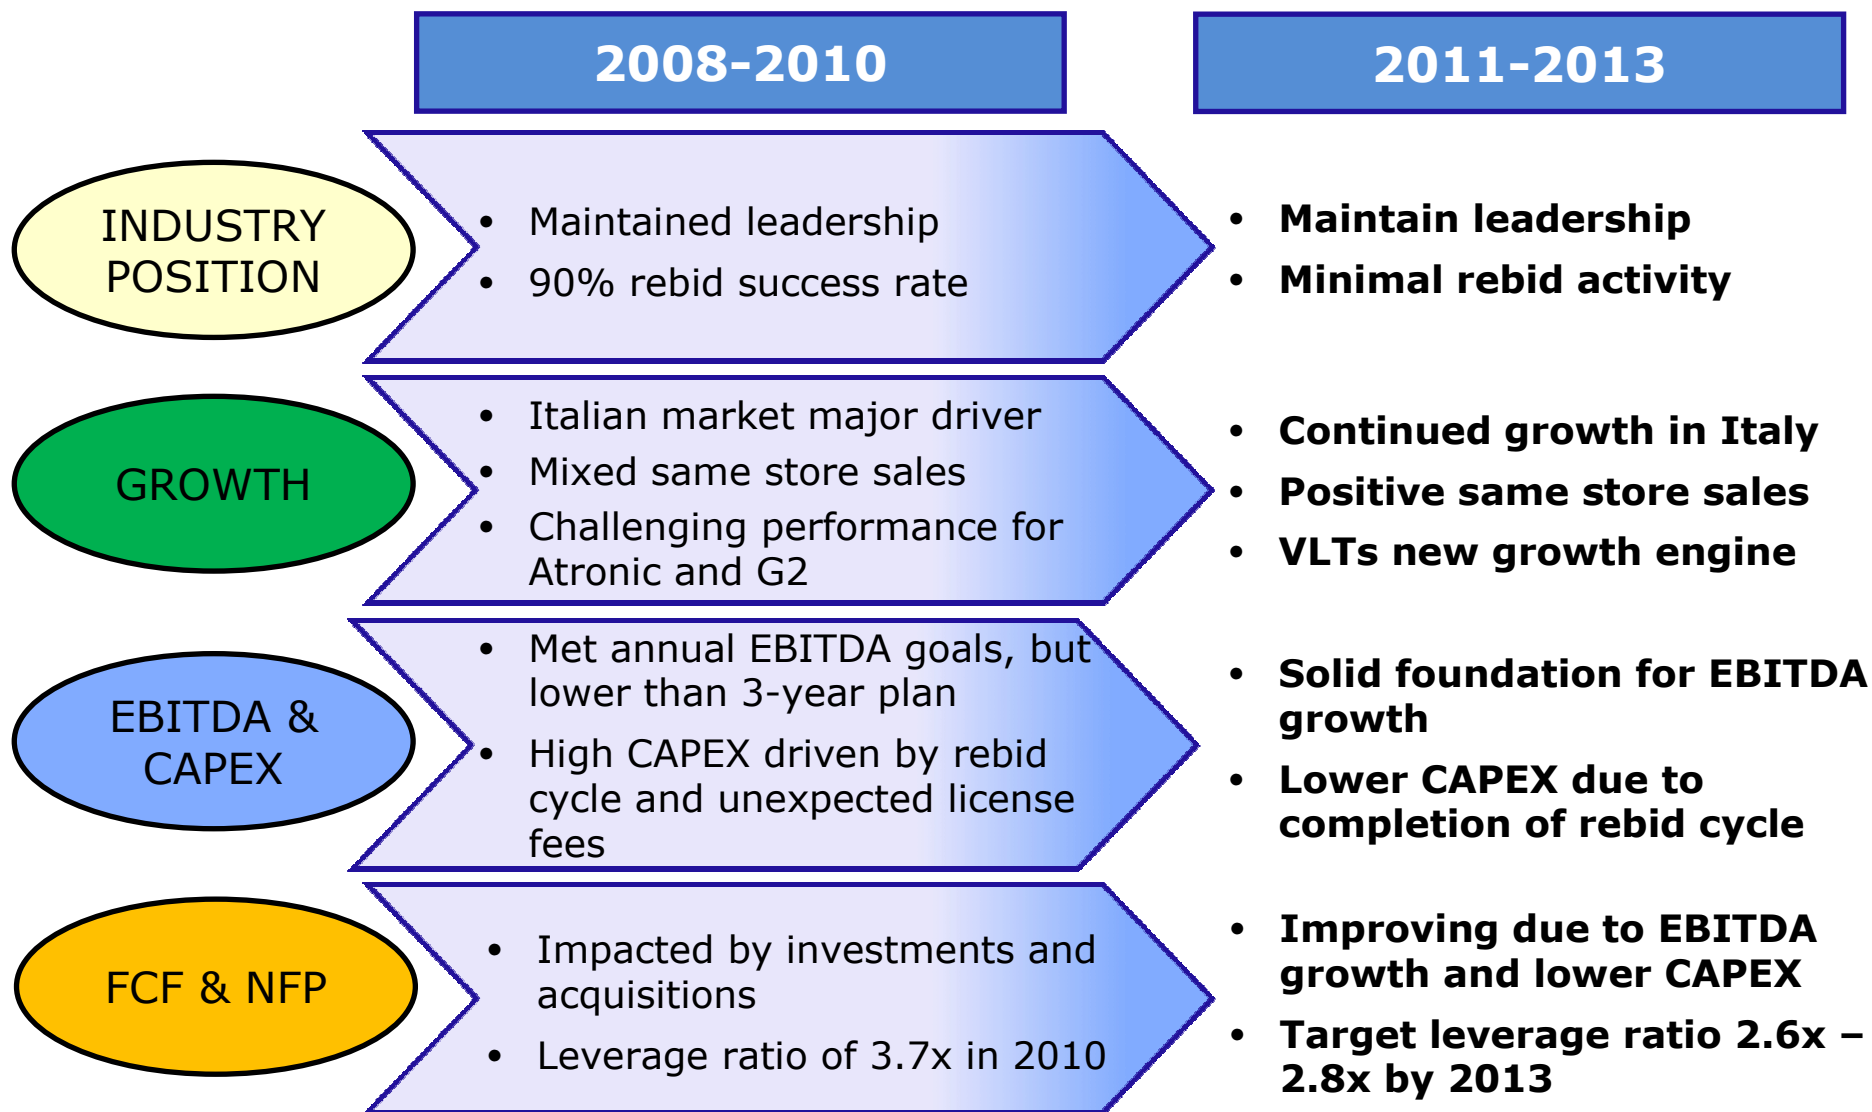 2008-2010
2011-2013
INDUSTRY
POSITION
• Maintained leadership
• 90% rebid success rate
• Maintain leadership
• Minimal rebid activity
GROWTH
• Italian market major driver
• Mixed same store sales
• Challenging performance for
Atronic and G2
• Continued growth in Italy
• Positive same store sales
• VLTs new growth engine
EBITDA &
CAPEX
• Met annual EBITDA goals, but
lower than 3-year plan
• High CAPEX driven by rebid
cycle and unexpected license
fees
• Solid foundation for EBITDA
growth
• Lower CAPEX due to
completion of rebid cycle
FCF & NFP
• Impacted by investments and
acquisitions
• Leverage ratio of 3.7x in 2010
• Improving due to EBITDA
growth and lower CAPEX
• Target leverage ratio 2.6x –
2.8x by 2013